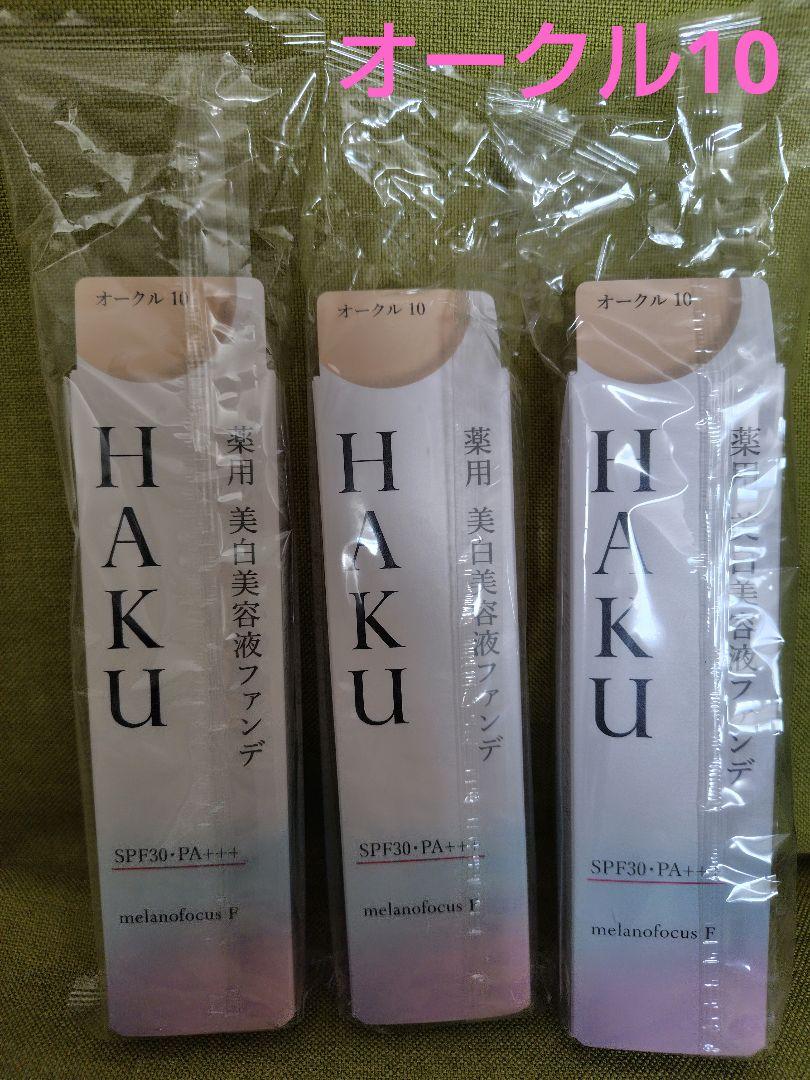 オークル10
オークル 10
HAKU
薬用 美白美容液ファンデ
SPF30・PA+++
melanofocus F
オークル 10
HAKU
薬用 美白美容液ファンデ
SPF30・PA+++
melanofocus F
オークル 10
HAKU
薬用 美白美容液ファンデ
SPF30・PA+++
melanofocus F